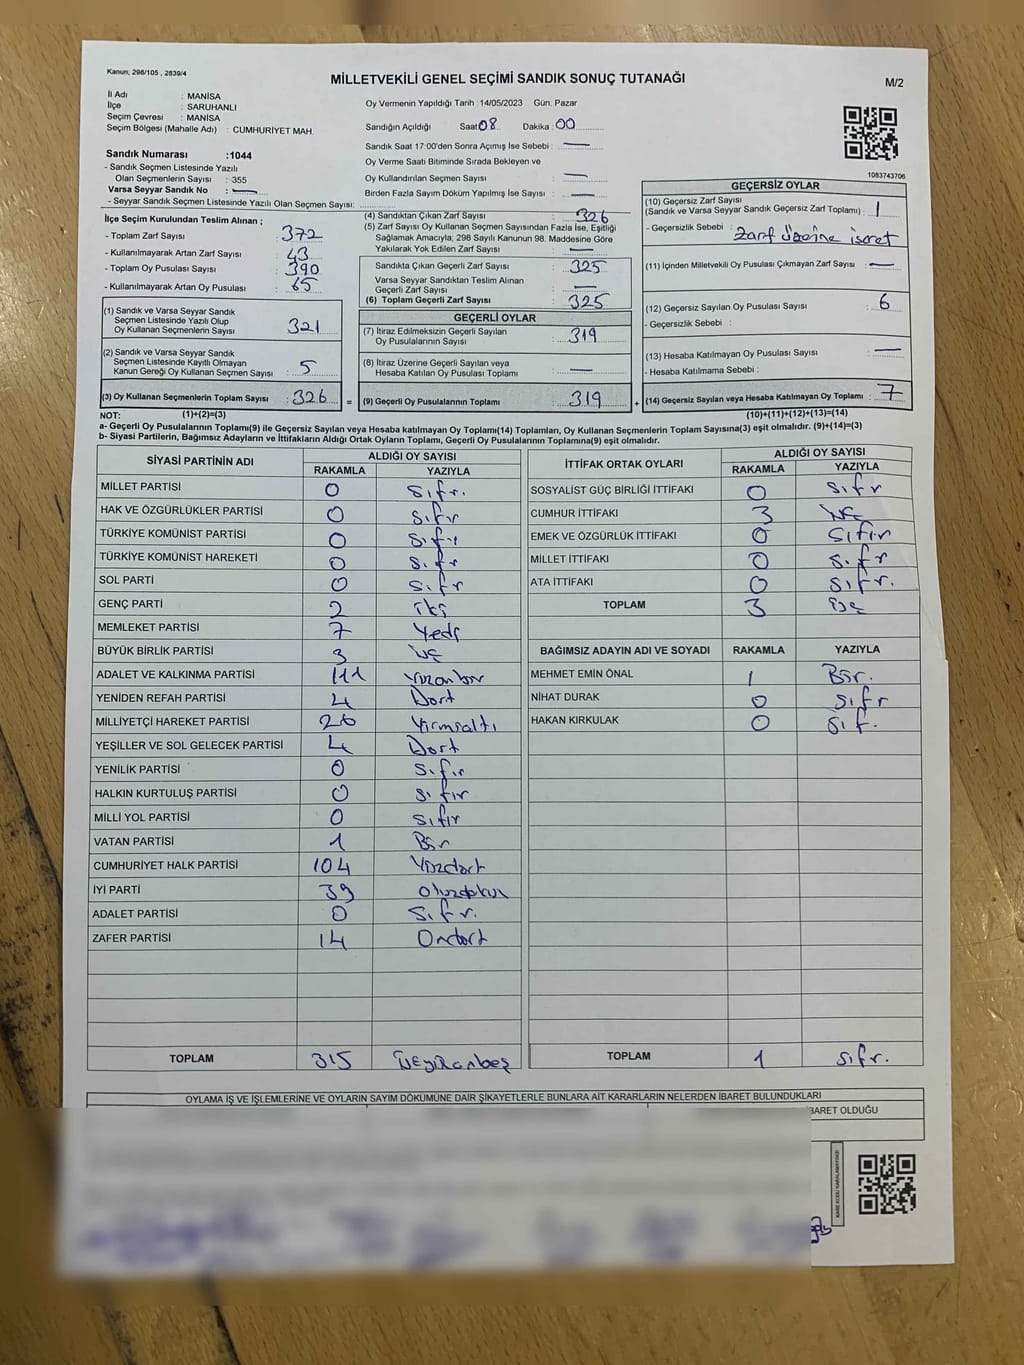 Kanun; 298/105 , 2839/4
MİLLETVEKİLİ GENEL SEÇİMİ SANDIK SONUÇ TUTANAĞI
M/2
İl Adı : MANİSA
İlçe : SARUHANLI
Seçim Çevresi : MANİSA
Seçim Bölgesi (Mahalle Adı) : CUMHURİYET MAH.
Sandık Numarası :1044
- Sandık Seçmen Listesinde Yazılı
Olan Seçmenlerin Sayısı : 355
Varsa Seyyar Sandık No : —
- Seyyar Sandık Seçmen Listesinde Yazılı Olan Seçmen Sayısı:
Oy Vermenin Yapıldığı Tarih :14/05/2023 Gün: Pazar
Sandığın Açıldığı Saat 08 Dakika : 00
Sandık Saat 17:00'den Sonra Açılmış İse Sebebi : —
Oy Verme Saati Bitiminde Sırada Bekleyen ve
Oy Kullandırılan Seçmen Sayısı : —
Birden Fazla Sayım Döküm Yapılmış İse Sayısı : —
1083743706
İlçe Seçim Kurulundan Teslim Alınan ;
- Toplam Zarf Sayısı : 372
- Kullanılmayarak Artan Zarf Sayısı : 43
- Toplam Oy Pusulası Sayısı : 390
- Kullanılmayarak Artan Oy Pusulası : 65
(1) Sandık ve Varsa Seyyar Sandık
Seçmen Listesinde Yazılı Olup
Oy Kullanan Seçmenlerin Sayısı : 321
(2) Sandık ve Varsa Seyyar Sandık
Seçmen Listesinde Kayıtlı Olmayan
Kanun Gereği Oy Kullanan Seçmen Sayısı : 5
(3) Oy Kullanan Seçmenlerin Toplam Sayısı : 326 =
(4) Sandıktan Çıkan Zarf Sayısı : 326
(5) Zarf Sayısı Oy Kullanan Seçmen Sayısından Fazla İse, Eşitliği
Sağlamak Amacıyla; 298 Sayılı Kanunun 98. Maddesine Göre
Yakılarak Yok Edilen Zarf Sayısı : —
Sandıkta Çıkan Geçerli Zarf Sayısı : 325
Varsa Seyyar Sandıktan Teslim Alınan
Geçerli Zarf Sayısı : —
(6) Toplam Geçerli Zarf Sayısı : 325
GEÇERLİ OYLAR
(7) İtiraz Edilmeksizin Geçerli Sayılan
Oy Pusulalarının Sayısı : 319
(8) İtiraz Üzerine Geçerli Sayılan veya
Hesaba Katılan Oy Pusulası Toplamı : —
(9) Geçerli Oy Pusulalarının Toplamı : 319 +
GEÇERSİZ OYLAR
(10) Geçersiz Zarf Sayısı
(Sandık ve Varsa Seyyar Sandık Geçersiz Zarf Toplamı) : 1
- Geçersizlik Sebebi : Zarf üzerine işaret
(11) İçinden Milletvekili Oy Pusulası Çıkmayan Zarf Sayısı : —
(12) Geçersiz Sayılan Oy Pusulası Sayısı : 6
- Geçersizlik Sebebi :
(13) Hesaba Katılmayan Oy Pusulası Sayısı : —
- Hesaba Katılmama Sebebi :
(14) Geçersiz Sayılan veya Hesaba Katılmayan Oy Toplamı : 7
NOT: (1)+(2)=(3) (10)+(11)+(12)+(13)=(14)
a- Geçerli Oy Pusulalarının Toplamı(9) ile Geçersiz Sayılan veya Hesaba katılmayan Oy Toplamı(14) Toplamları, Oy Kullanan Seçmenlerin Toplam Sayısına(3) eşit olmalıdır. (9)+(14)=(3)
b- Siyasi Partilerin, Bağımsız Adayların ve İttifakların Aldığı Ortak Oyların Toplamı, Geçerli Oy Pusulalarının Toplamına(9) eşit olmalıdır.
SİYASİ PARTİNİN ADI ALDIĞI OY SAYISI
RAKAMLA YAZIYLA
MİLLET PARTİSİ 0 Sıfır.
HAK VE ÖZGÜRLÜKLER PARTİSİ 0 Sıfır
TÜRKİYE KOMÜNİST PARTİSİ 0 Sıfır
TÜRKİYE KOMÜNİST HAREKETİ 0 Sıfır
SOL PARTİ 0 Sıfır
GENÇ PARTİ 2 iki
MEMLEKET PARTİSİ 7 Yedi
BÜYÜK BİRLİK PARTİSİ 3 üç
ADALET VE KALKINMA PARTİSİ 111 Yüzonbir
YENİDEN REFAH PARTİSİ 4 Dört
MİLLİYETÇİ HAREKET PARTİSİ 26 Yirmialtı
YEŞİLLER VE SOL GELECEK PARTİSİ 4 Dört
YENİLİK PARTİSİ 0 Sıfır
HALKIN KURTULUŞ PARTİSİ 0 Sıfır
MİLLİ YOL PARTİSİ 0 Sıfır
VATAN PARTİSİ 1 Bir
CUMHURİYET HALK PARTİSİ 104 Yüzdört
İYİ PARTİ 39 Otuzdokuz
ADALET PARTİSİ 0 Sıfır.
ZAFER PARTİSİ 14 Ondört
TOPLAM 315 Üçyüzonbeş
İTTİFAK ORTAK OYLARI ALDIĞI OY SAYISI
RAKAMLA YAZIYLA
SOSYALİST GÜÇ BİRLİĞİ İTTİFAKI 0 Sıfır
CUMHUR İTTİFAKI 3 üç
EMEK VE ÖZGÜRLÜK İTTİFAKI 0 Sıfır
MİLLET İTTİFAKI 0 Sıfır
ATA İTTİFAKI 0 Sıfır.
TOPLAM 3 üç
BAĞIMSIZ ADAYIN ADI VE SOYADI RAKAMLA YAZIYLA
MEHMET EMİN ÖNAL 1 Bir.
NİHAT DURAK 0 Sıfır
HAKAN KIRKULAK 0 Sıf.
TOPLAM 1 Sıfır.
OYLAMA İŞ VE İŞLEMLERİNE VE OYLARIN SAYIM DÖKÜMÜNE DAİR ŞİKAYETLERLE BUNLARA AİT KARARLARIN NELERDEN İBARET BULUNDUKLARI
BARET OLDUĞU